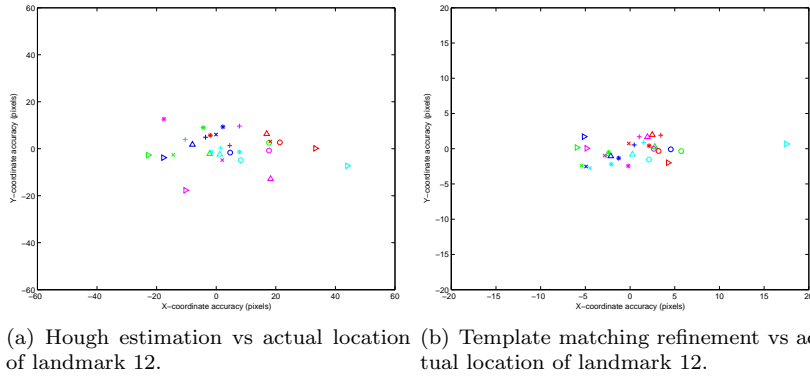 60
40
20
0
−20
−40
−60
−60 −40 −20 0 20 40 60
Y−coordinate accuracy (pixels)
X−coordinate accuracy (pixels)
20
15
10
5
0
−5
−10
−15
−20
−20 −15 −10 −5 0 5 10 15 20
Y−coordinate accuracy (pixels)
X−coordinate accuracy (pixels)
(a) Hough estimation vs actual location
of landmark 12.
(b) Template matching refinement vs ac
tual location of landmark 12.